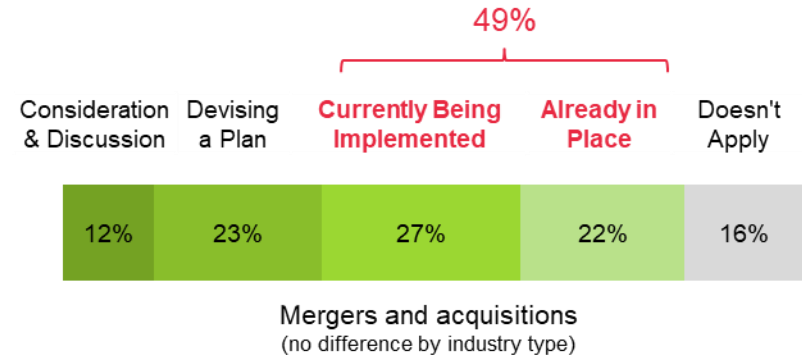 49%
Consideration
& Discussion
Devising
a Plan
Currently Being
Implemented
Already in
Place
Doesn't
Apply
12%
23%
27%
22%
16%
Mergers and acquisitions
(no difference by industry type)